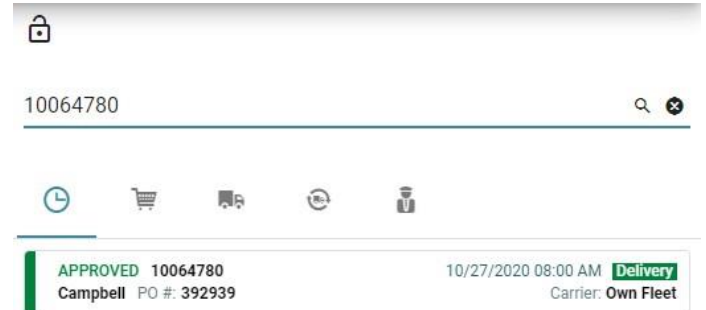 10064780
APPROVED 10064780 10/27/2020 08:00 AM Delivery
Campbell PO #: 392939 Carrier: Own Fleet